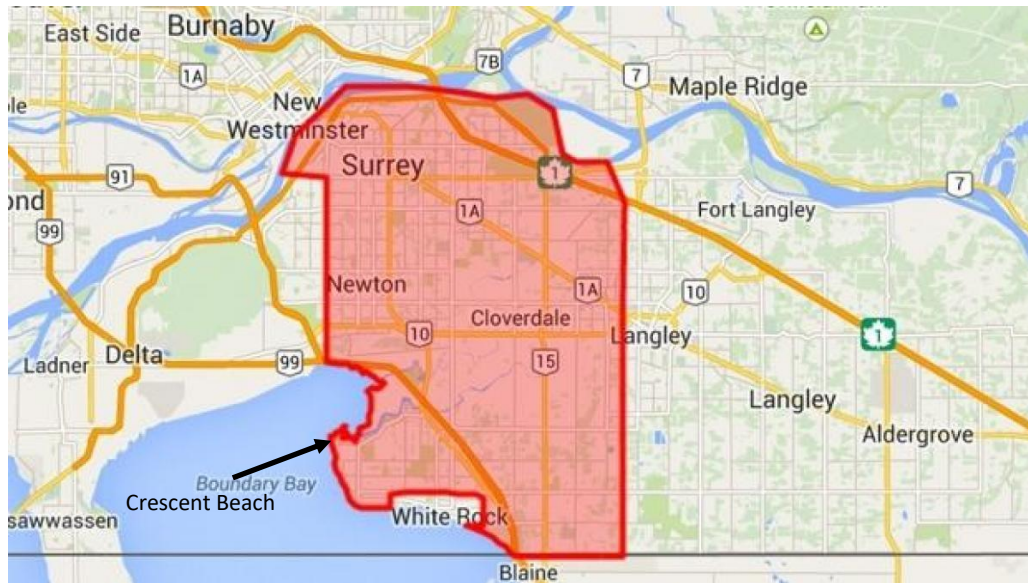 East Side
Burnaby
1A
7B
7
Maple Ridge
New
Westminster
Surrey
91
ond
99
1
7
1A
Fort Langley
Newton
1A
10
Cloverdale
10
Langley
1
Ladner
Delta
99
15
Langley
Aldergrove
Boundary Bay
Crescent Beach
sawwassen
White Rock
Blaine